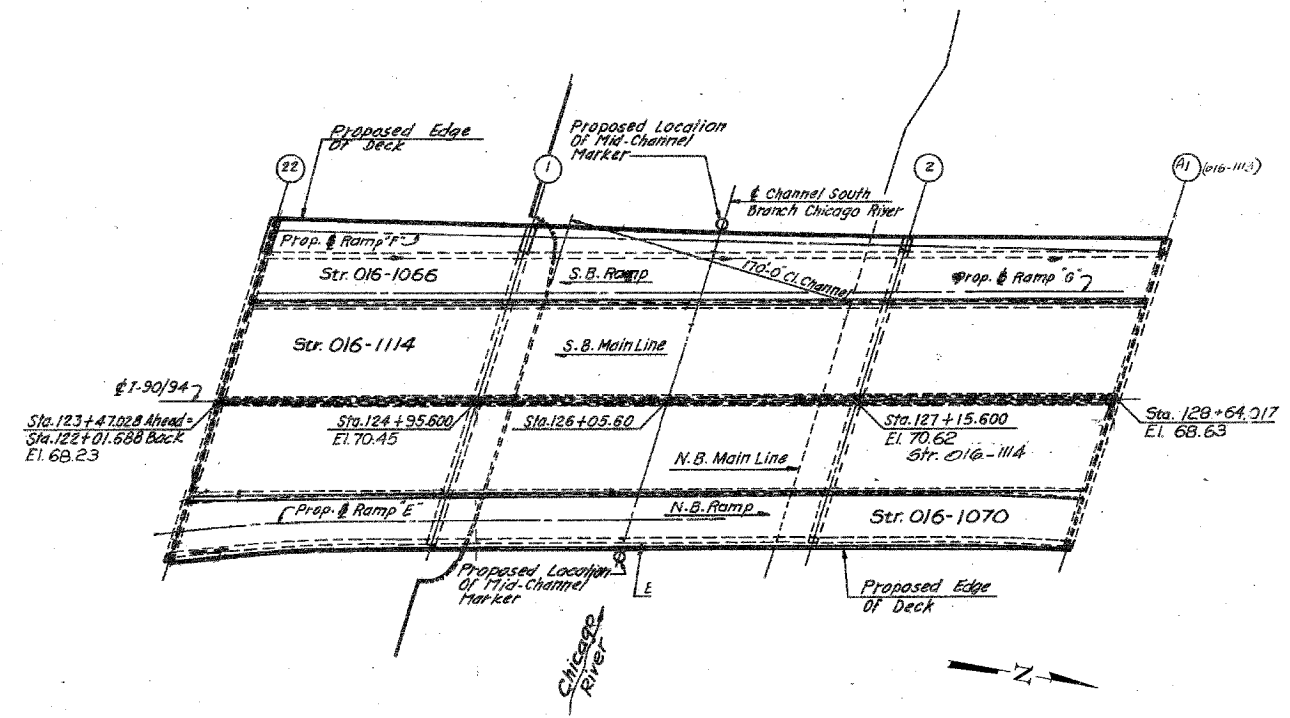 Proposed Edge
Of Deck
Proposed Location
Of Mid-Channel
Marker
22
1
2
A1 (016-1113)
℄ Channel South
Branch Chicago River
Prop. ℄ Ramp "F"
Str. 016-1066
S.B. Ramp
170'-0" Cl. Channel
Prop. ℄ Ramp "G"
Str. 016-1114
S.B. Main Line
℄ I-90/94
Sta. 123+47.028 Ahead=
Sta. 122+01.688 Back
El. 68.23
Sta. 124+95.600
El. 70.45
Sta. 126+05.60
Sta. 127+15.600
El. 70.62
Str. 016-1114
Sta. 128+64.017
El. 68.63
N.B. Main Line
Prop. ℄ Ramp "E"
N.B. Ramp
Str. 016-1070
Proposed Location
Of Mid-Channel
Marker
E
Proposed Edge
Of Deck
Chicago
River
N